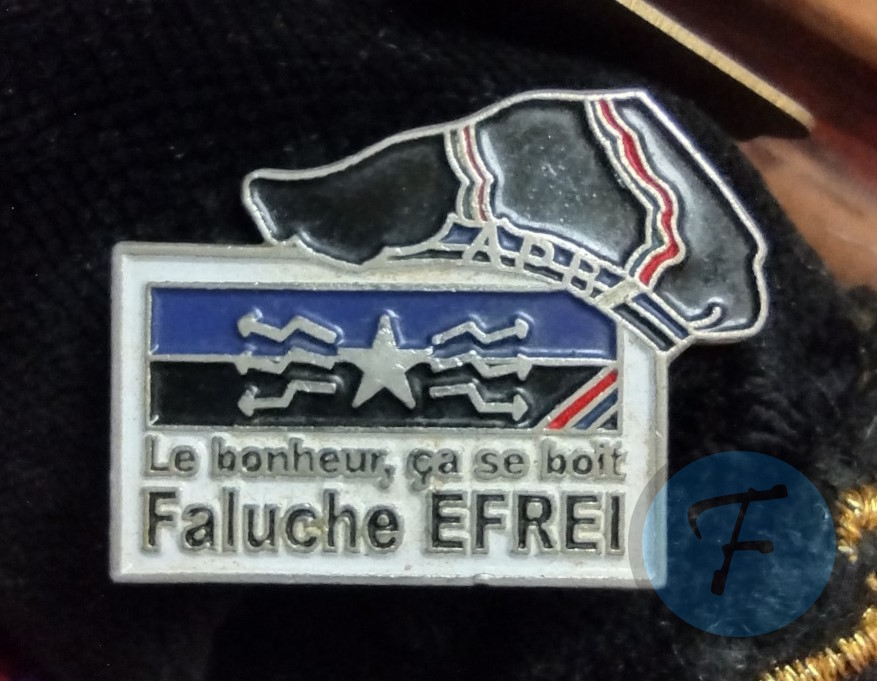 APB
Le bonheur, ça se boit
Faluche EFREI
F